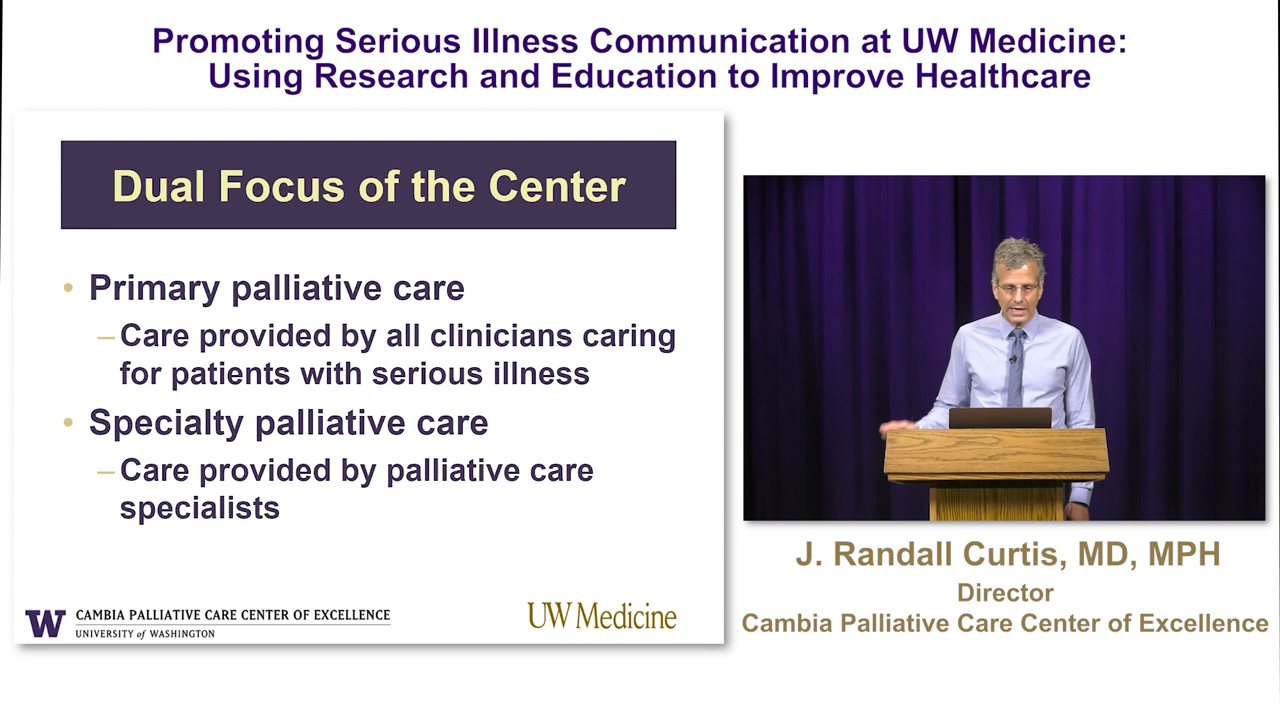 Promoting Serious Illness Communication at UW Medicine:
Using Research and Education to Improve Healthcare
Dual Focus of the Center
• Primary palliative care
– Care provided by all clinicians caring
for patients with serious illness
• Specialty palliative care
– Care provided by palliative care
specialists
W CAMBIA PALLIATIVE CARE CENTER OF EXCELLENCE
UNIVERSITY of WASHINGTON
UW Medicine
J. Randall Curtis, MD, MPH
Director
Cambia Palliative Care Center of Excellence